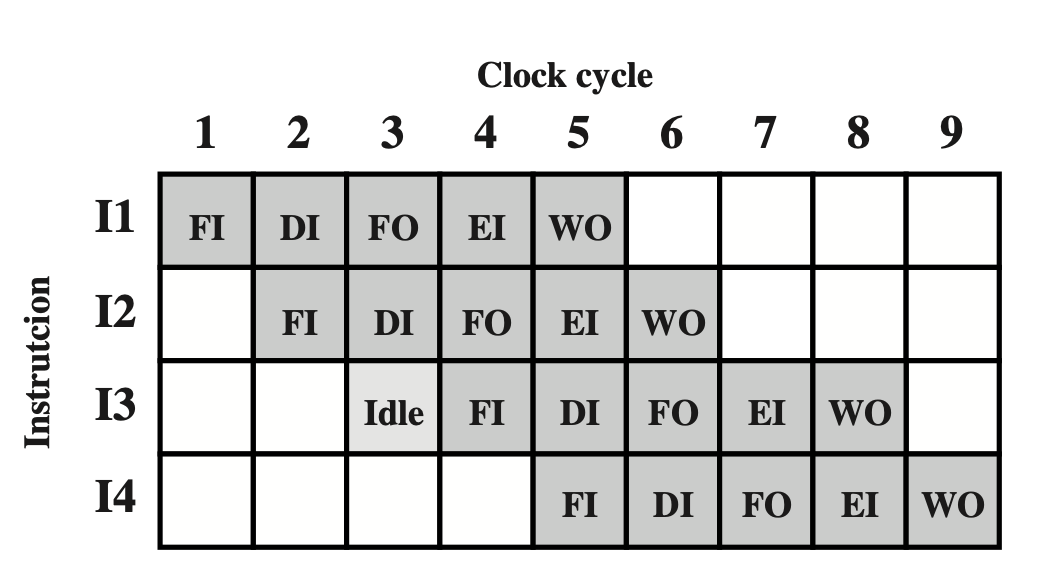 Clock cycle
1 2 3 4 5 6 7 8 9
Instrutcion
I1 FI DI FO EI WO
I2 FI DI FO EI WO
I3 Idle FI DI FO EI WO
I4 FI DI FO EI WO